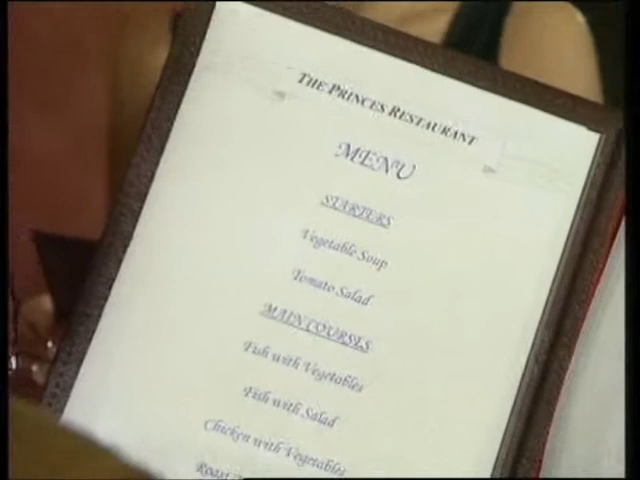 THE PRINCES RESTAURANT
MENU
STARTERS
Vegetable Soup
Tomato Salad
MAIN COURSES
Fish with Vegetables
Fish with Salad
Chicken with Vegetables
Roast